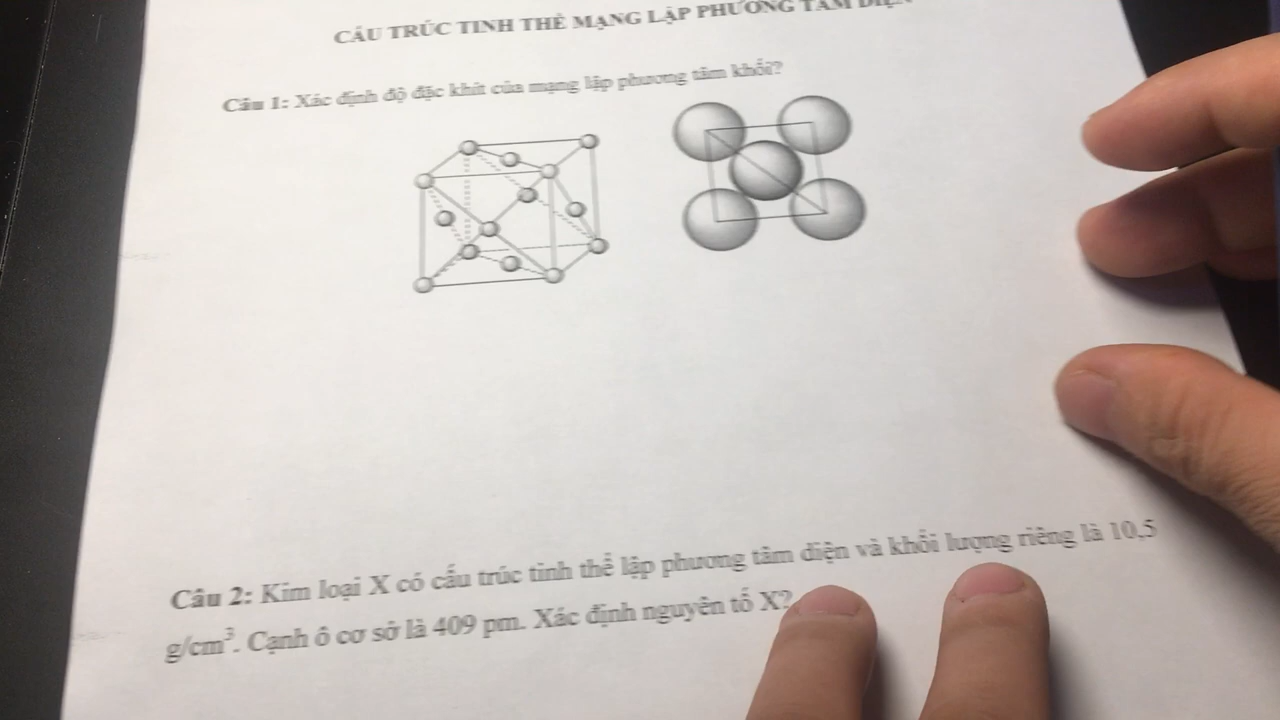 CẤU TRÚC TINH THỂ MẠNG LẬP PHƯƠNG TÂM DIỆN
Câu 1: Xác định độ đặc khít của mạng lập phương tâm khối?
Câu 2: Kim loại X có cấu trúc tinh thể lập phương tâm diện và khối lượng riêng là 10,5
g/cm³. Cạnh ô cơ sở là 409 pm. Xác định nguyên tố X?